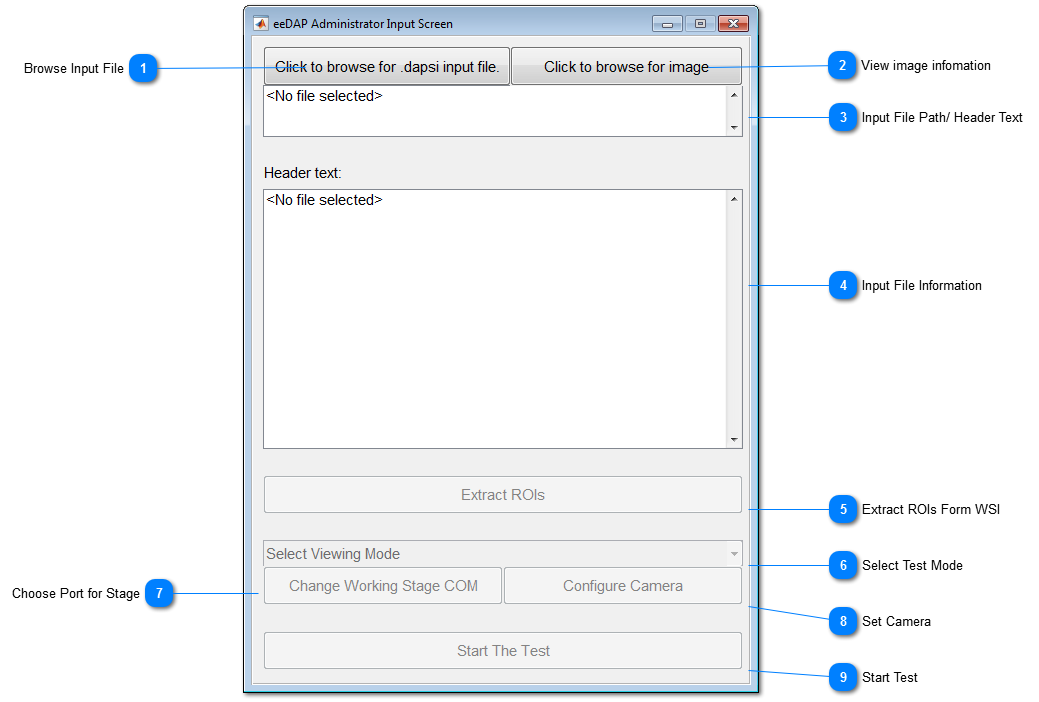 eeDAP Administrator Input Screen
Browse Input File 1
Click to browse for .dapsi input file.
Click to browse for image
2 View image infomation
<No file selected>
3 Input File Path/ Header Text
Header text:
<No file selected>
4 Input File Information
Extract ROIs
5 Extract ROIs Form WSI
Select Viewing Mode
6 Select Test Mode
Choose Port for Stage 7
Change Working Stage COM
Configure Camera
8 Set Camera
Start The Test
9 Start Test